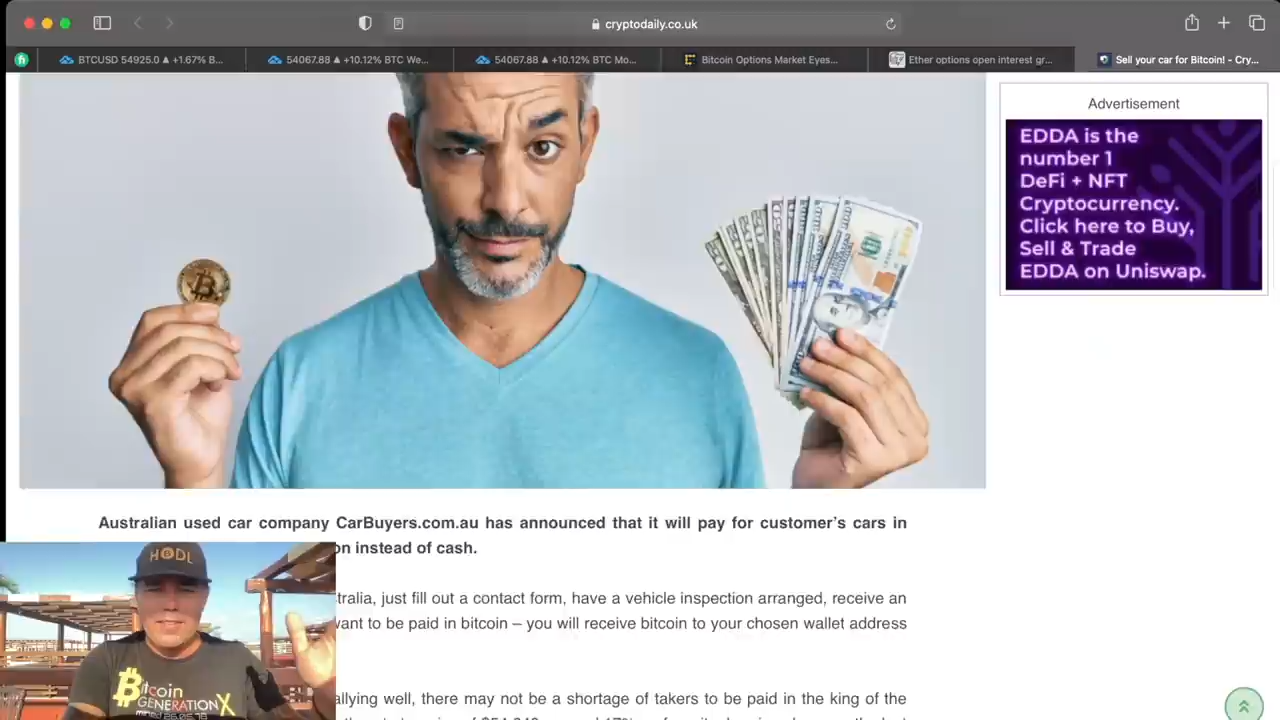 cryptodaily.co.uk
BTCUSD 54925.0 ▲ +1.67% B...
54067.88 ▲ +10.12% BTC We...
54067.88 ▲ +10.12% BTC Mo...
Bitcoin Options Market Eyes...
Ether options open interest gr...
Sell your car for Bitcoin! - Cry...
Advertisement
EDDA is the
number 1
DeFi + NFT
Cryptocurrency.
Click here to Buy,
Sell & Trade
EDDA on Uniswap.
Australian used car company CarBuyers.com.au has announced that it will pay for customer's cars in
on instead of cash.
tralia, just fill out a contact form, have a vehicle inspection arranged, receive an
want to be paid in bitcoin – you will receive bitcoin to your chosen wallet address
allying well, there may not be a shortage of takers to be paid in the king of the
HODL
Bitcoin
GENERATION X